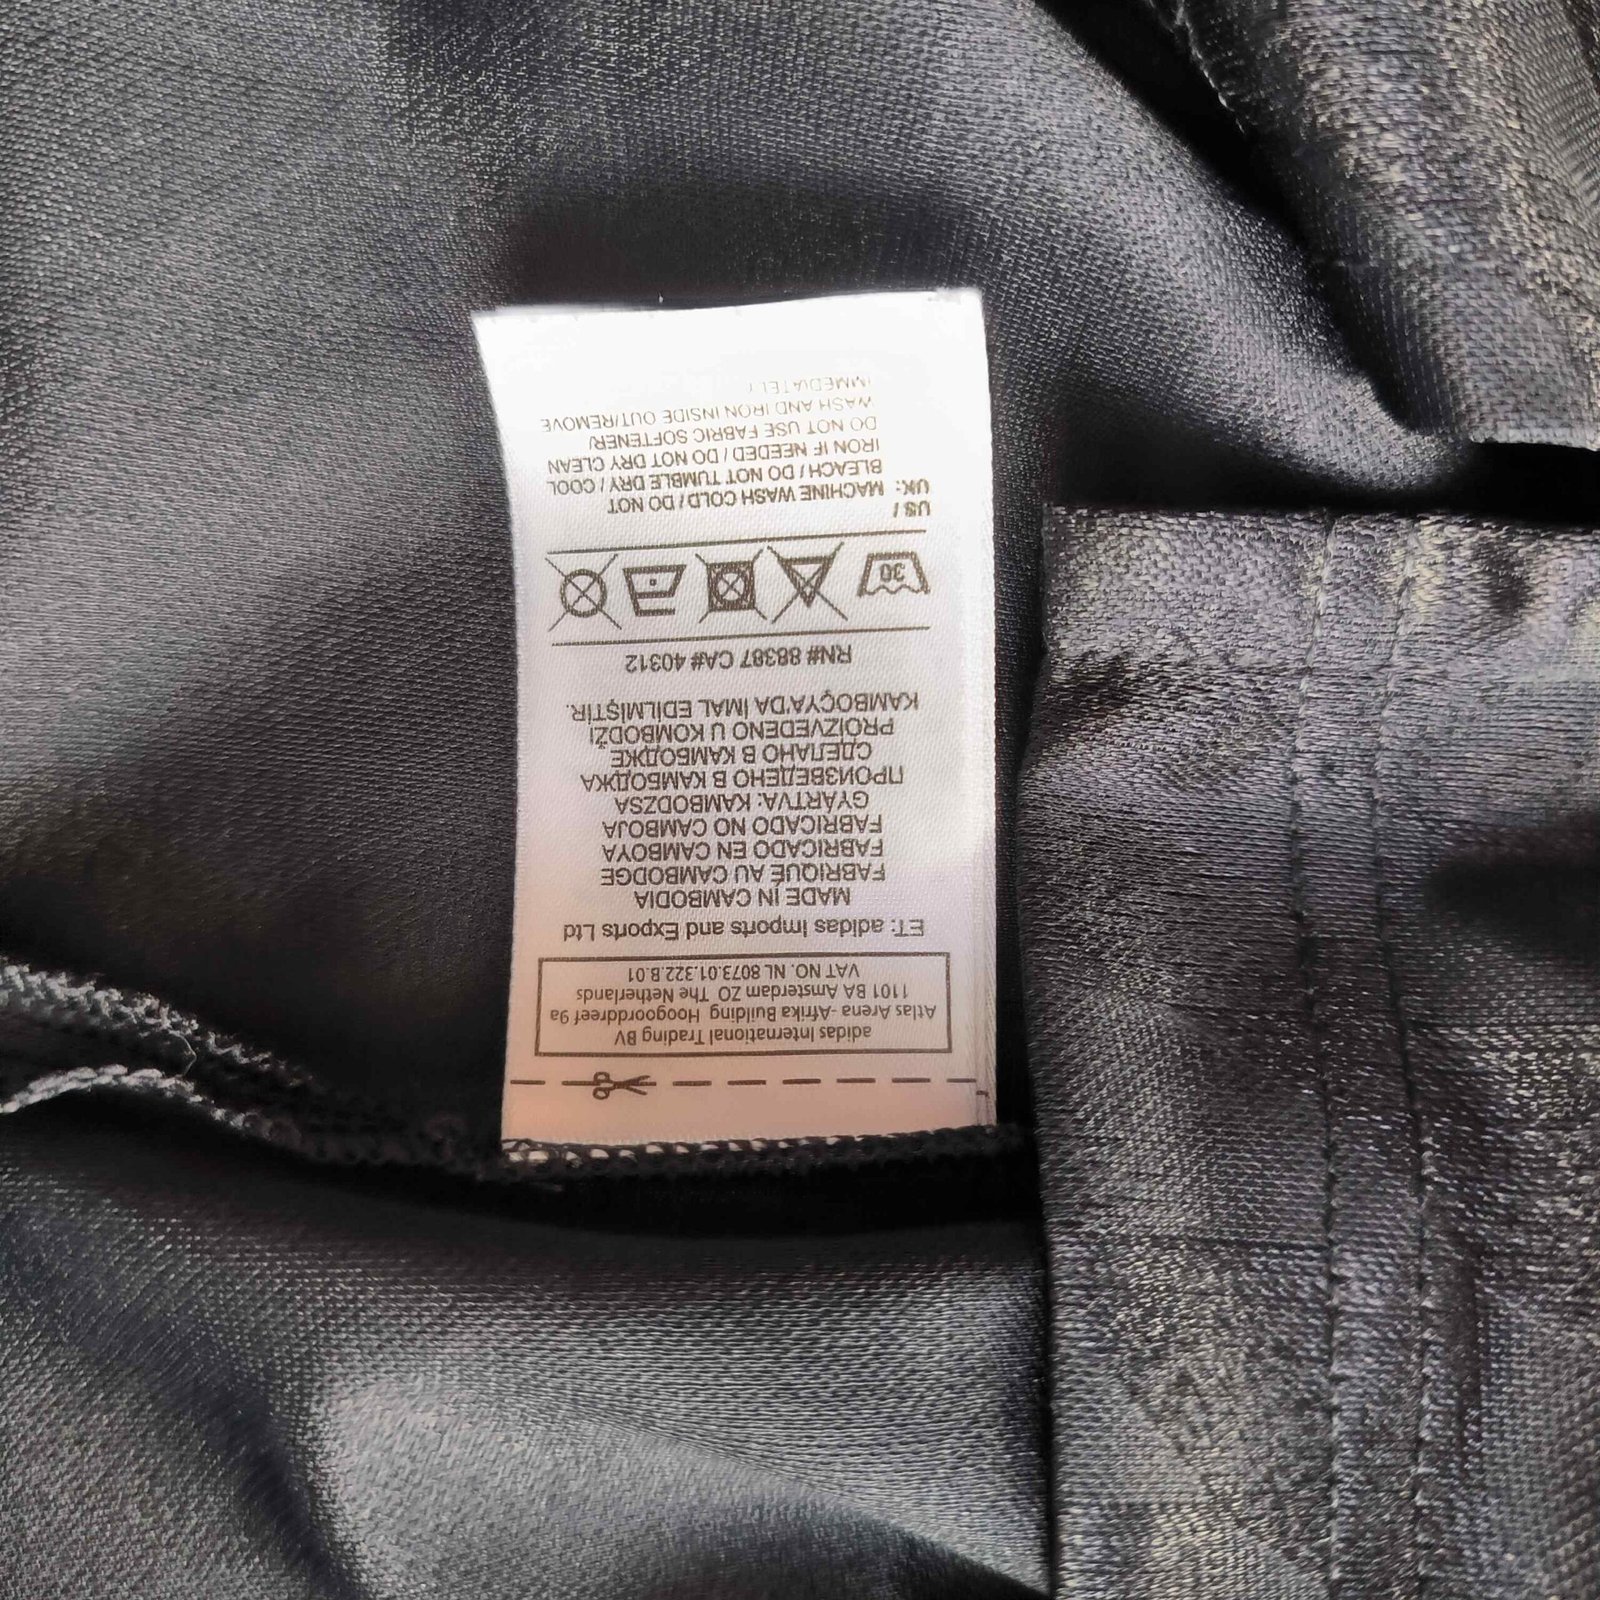 adidas International Trading BV
Atlas Arena -Afrika Building Hoogoorddreef 9a
1101 BA Amsterdam ZO The Netherlands
VAT NO. NL 8073.01.322.B.01
ET: adidas Imports and Exports Ltd
MADE IN CAMBODIA
FABRIQUÉ AU CAMBODGE
FABRICADO EN CAMBOYA
FABRICADO NO CAMBOJA
GYÁRTVA: KAMBODZSA
ПРОИЗВЕДЕНО В КАМБОДЖА
СДЕЛАНО В КАМБОДЖЕ
PROIZVEDENO U KOMBODŽI
KAMBOÇYA'DA İMAL EDİLMİŞTİR.
RN# 88387 CA# 40312
30
US / UK: MACHINE WASH COLD / DO NOT
BLEACH / DO NOT TUMBLE DRY / COOL
IRON IF NEEDED / DO NOT DRY CLEAN
DO NOT USE FABRIC SOFTENER/
WASH AND IRON INSIDE OUT/REMOVE
IMMEDIATELY